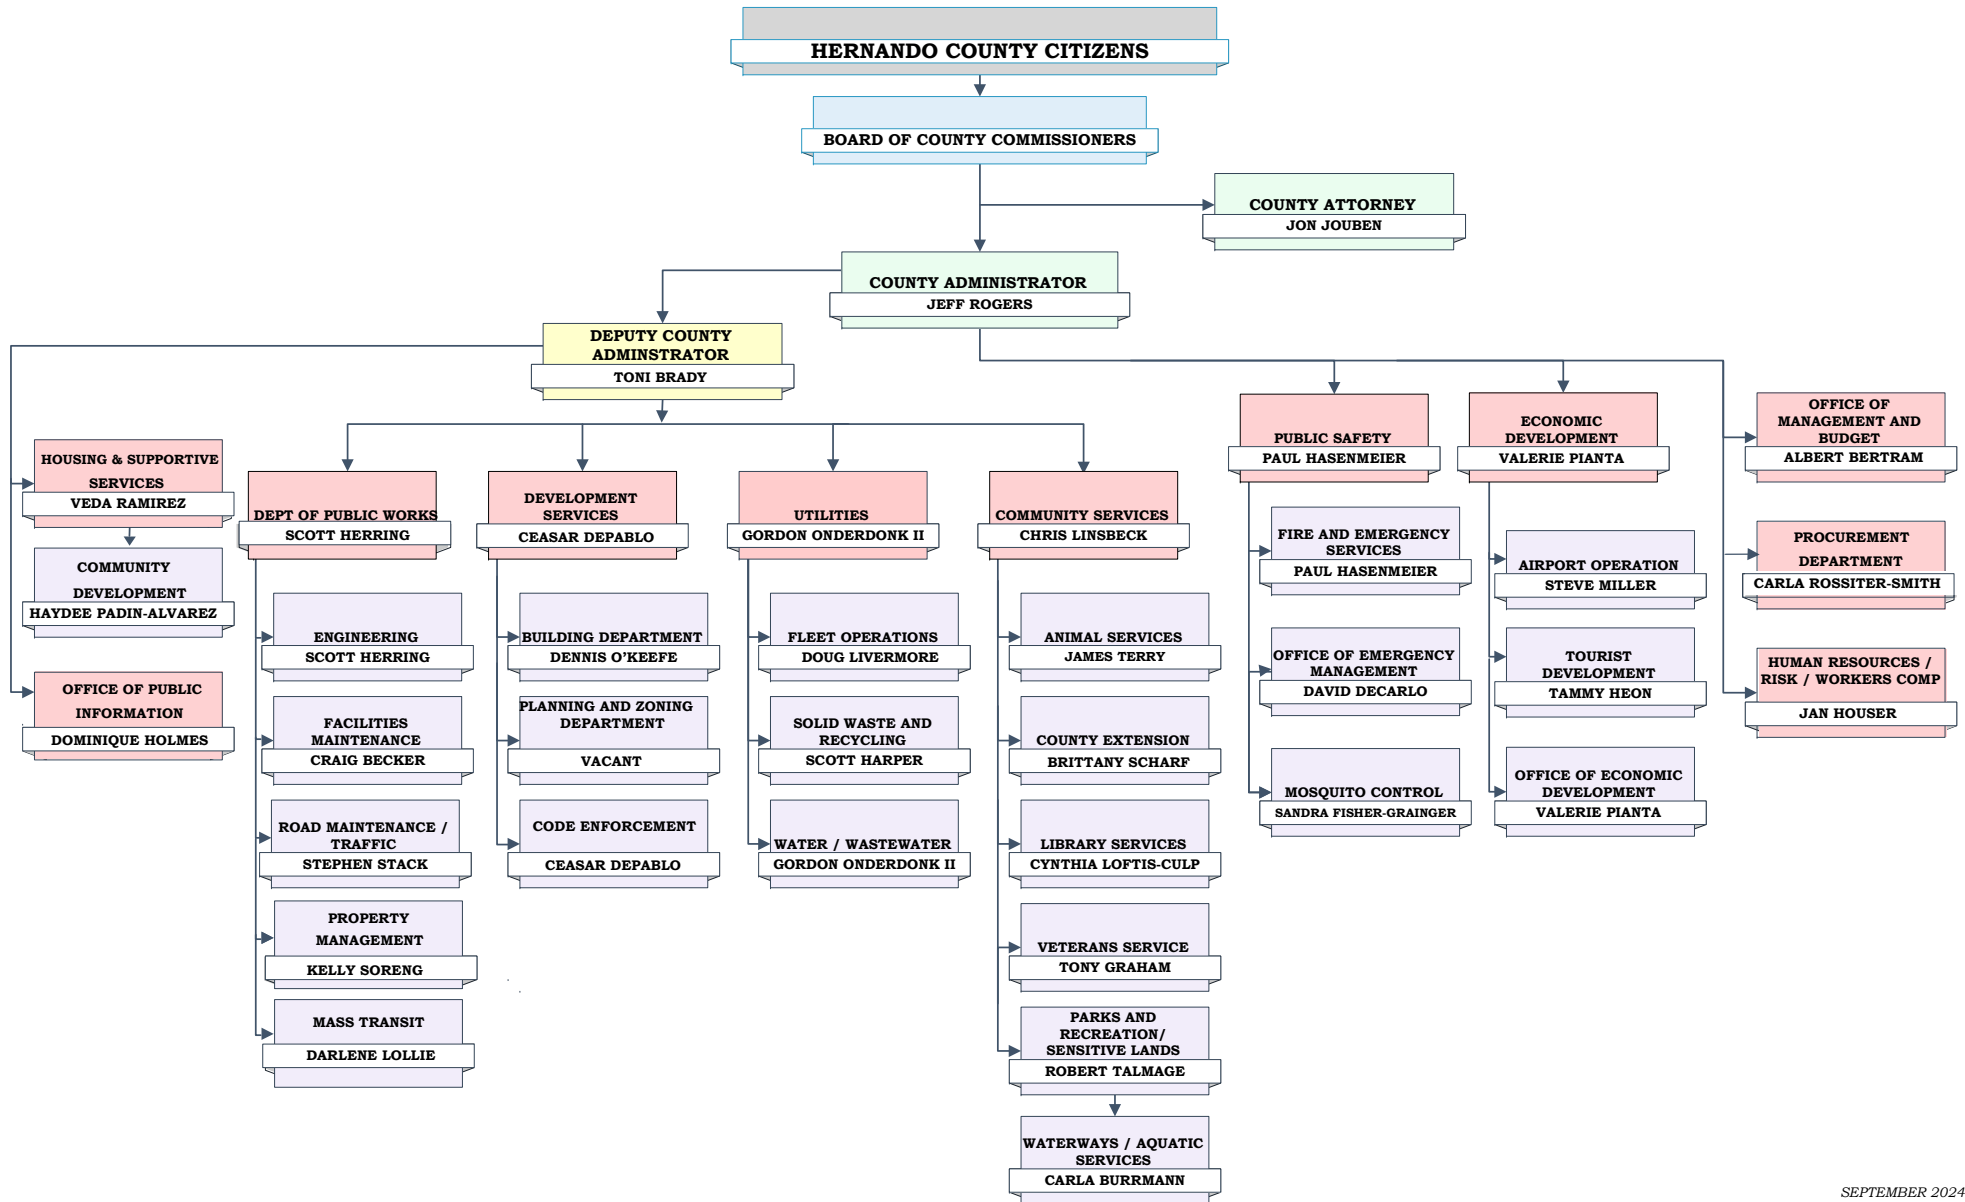 HERNANDO COUNTY CITIZENS
BOARD OF COUNTY COMMISSIONERS
COUNTY ATTORNEY
JON JOUBEN
COUNTY ADMINISTRATOR
JEFF ROGERS
DEPUTY COUNTY
ADMINSTRATOR
TONI BRADY
HOUSING & SUPPORTIVE
SERVICES
VEDA RAMIREZ
COMMUNITY
DEVELOPMENT
HAYDEE PADIN-ALVAREZ
OFFICE OF PUBLIC
INFORMATION
DOMINIQUE HOLMES
DEPT OF PUBLIC WORKS
SCOTT HERRING
ENGINEERING
SCOTT HERRING
FACILITIES
MAINTENANCE
CRAIG BECKER
ROAD MAINTENANCE /
TRAFFIC
STEPHEN STACK
PROPERTY
MANAGEMENT
KELLY SORENG
MASS TRANSIT
DARLENE LOLLIE
DEVELOPMENT
SERVICES
CEASAR DEPABLO
BUILDING DEPARTMENT
DENNIS O'KEEFE
PLANNING AND ZONING
DEPARTMENT
VACANT
CODE ENFORCEMENT
CEASAR DEPABLO
UTILITIES
GORDON ONDERDONK II
FLEET OPERATIONS
DOUG LIVERMORE
SOLID WASTE AND
RECYCLING
SCOTT HARPER
WATER / WASTEWATER
GORDON ONDERDONK II
COMMUNITY SERVICES
CHRIS LINSBECK
ANIMAL SERVICES
JAMES TERRY
COUNTY EXTENSION
BRITTANY SCHARF
LIBRARY SERVICES
CYNTHIA LOFTIS-CULP
VETERANS SERVICE
TONY GRAHAM
PARKS AND
RECREATION/
SENSITIVE LANDS
ROBERT TALMAGE
WATERWAYS / AQUATIC
SERVICES
CARLA BURRMANN
PUBLIC SAFETY
PAUL HASENMEIER
FIRE AND EMERGENCY
SERVICES
PAUL HASENMEIER
OFFICE OF EMERGENCY
MANAGEMENT
DAVID DECARLO
MOSQUITO CONTROL
SANDRA FISHER-GRAINGER
ECONOMIC
DEVELOPMENT
VALERIE PIANTA
AIRPORT OPERATION
STEVE MILLER
TOURIST
DEVELOPMENT
TAMMY HEON
OFFICE OF ECONOMIC
DEVELOPMENT
VALERIE PIANTA
OFFICE OF
MANAGEMENT AND
BUDGET
ALBERT BERTRAM
PROCUREMENT
DEPARTMENT
CARLA ROSSITER-SMITH
HUMAN RESOURCES /
RISK / WORKERS COMP
JAN HOUSER
SEPTEMBER 2024